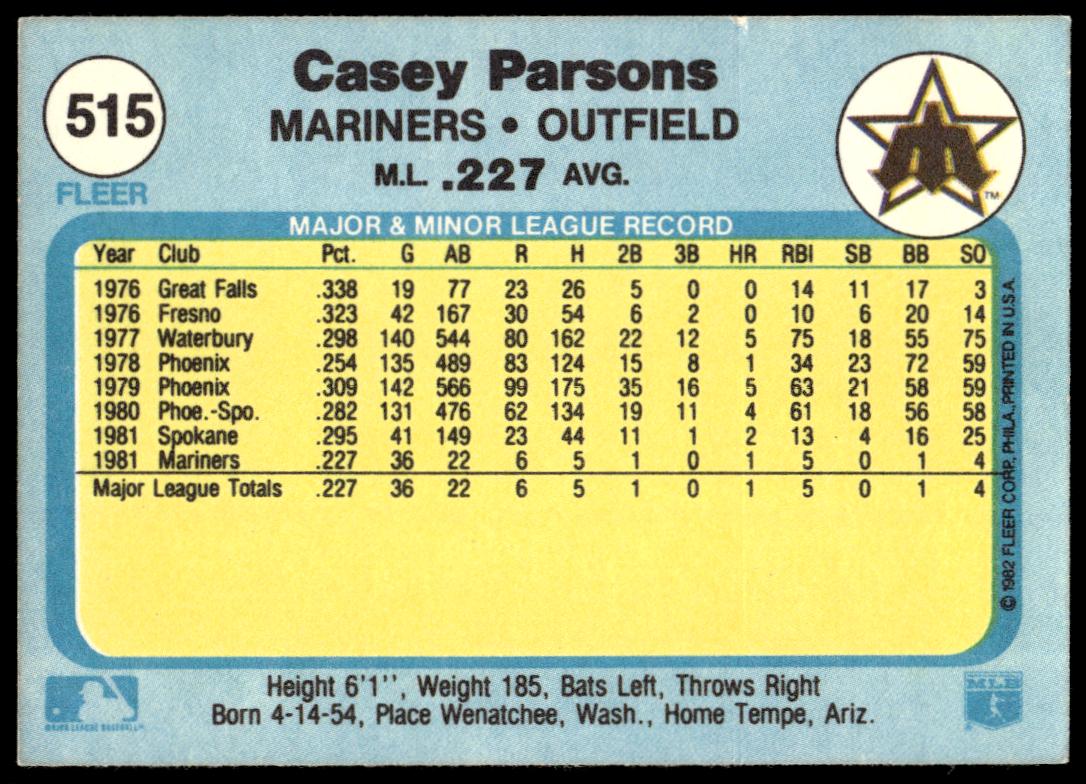 515
FLEER
Casey Parsons
MARINERS • OUTFIELD
M.L. .227 AVG.
TM
MAJOR & MINOR LEAGUE RECORD
Year Club Pct. G AB R H 2B 3B HR RBI SB BB SO
1976 Great Falls .338 19 77 23 26 5 0 0 14 11 17 3
1976 Fresno .323 42 167 30 54 6 2 0 10 6 20 14
1977 Waterbury .298 140 544 80 162 22 12 5 75 18 55 75
1978 Phoenix .254 135 489 83 124 15 8 1 34 23 72 59
1979 Phoenix .309 142 566 99 175 35 16 5 63 21 58 59
1980 Phoe.-Spo. .282 131 476 62 134 19 11 4 61 18 56 58
1981 Spokane .295 41 149 23 44 11 1 2 13 4 16 25
1981 Mariners .227 36 22 6 5 1 0 1 5 0 1 4
Major League Totals .227 36 22 6 5 1 0 1 5 0 1 4
© 1982 FLEER CORP., PHILA., PRINTED IN U.S.A.
Height 6'1'', Weight 185, Bats Left, Throws Right
Born 4-14-54, Place Wenatchee, Wash., Home Tempe, Ariz.
MAJOR LEAGUE BASEBALL
MLB